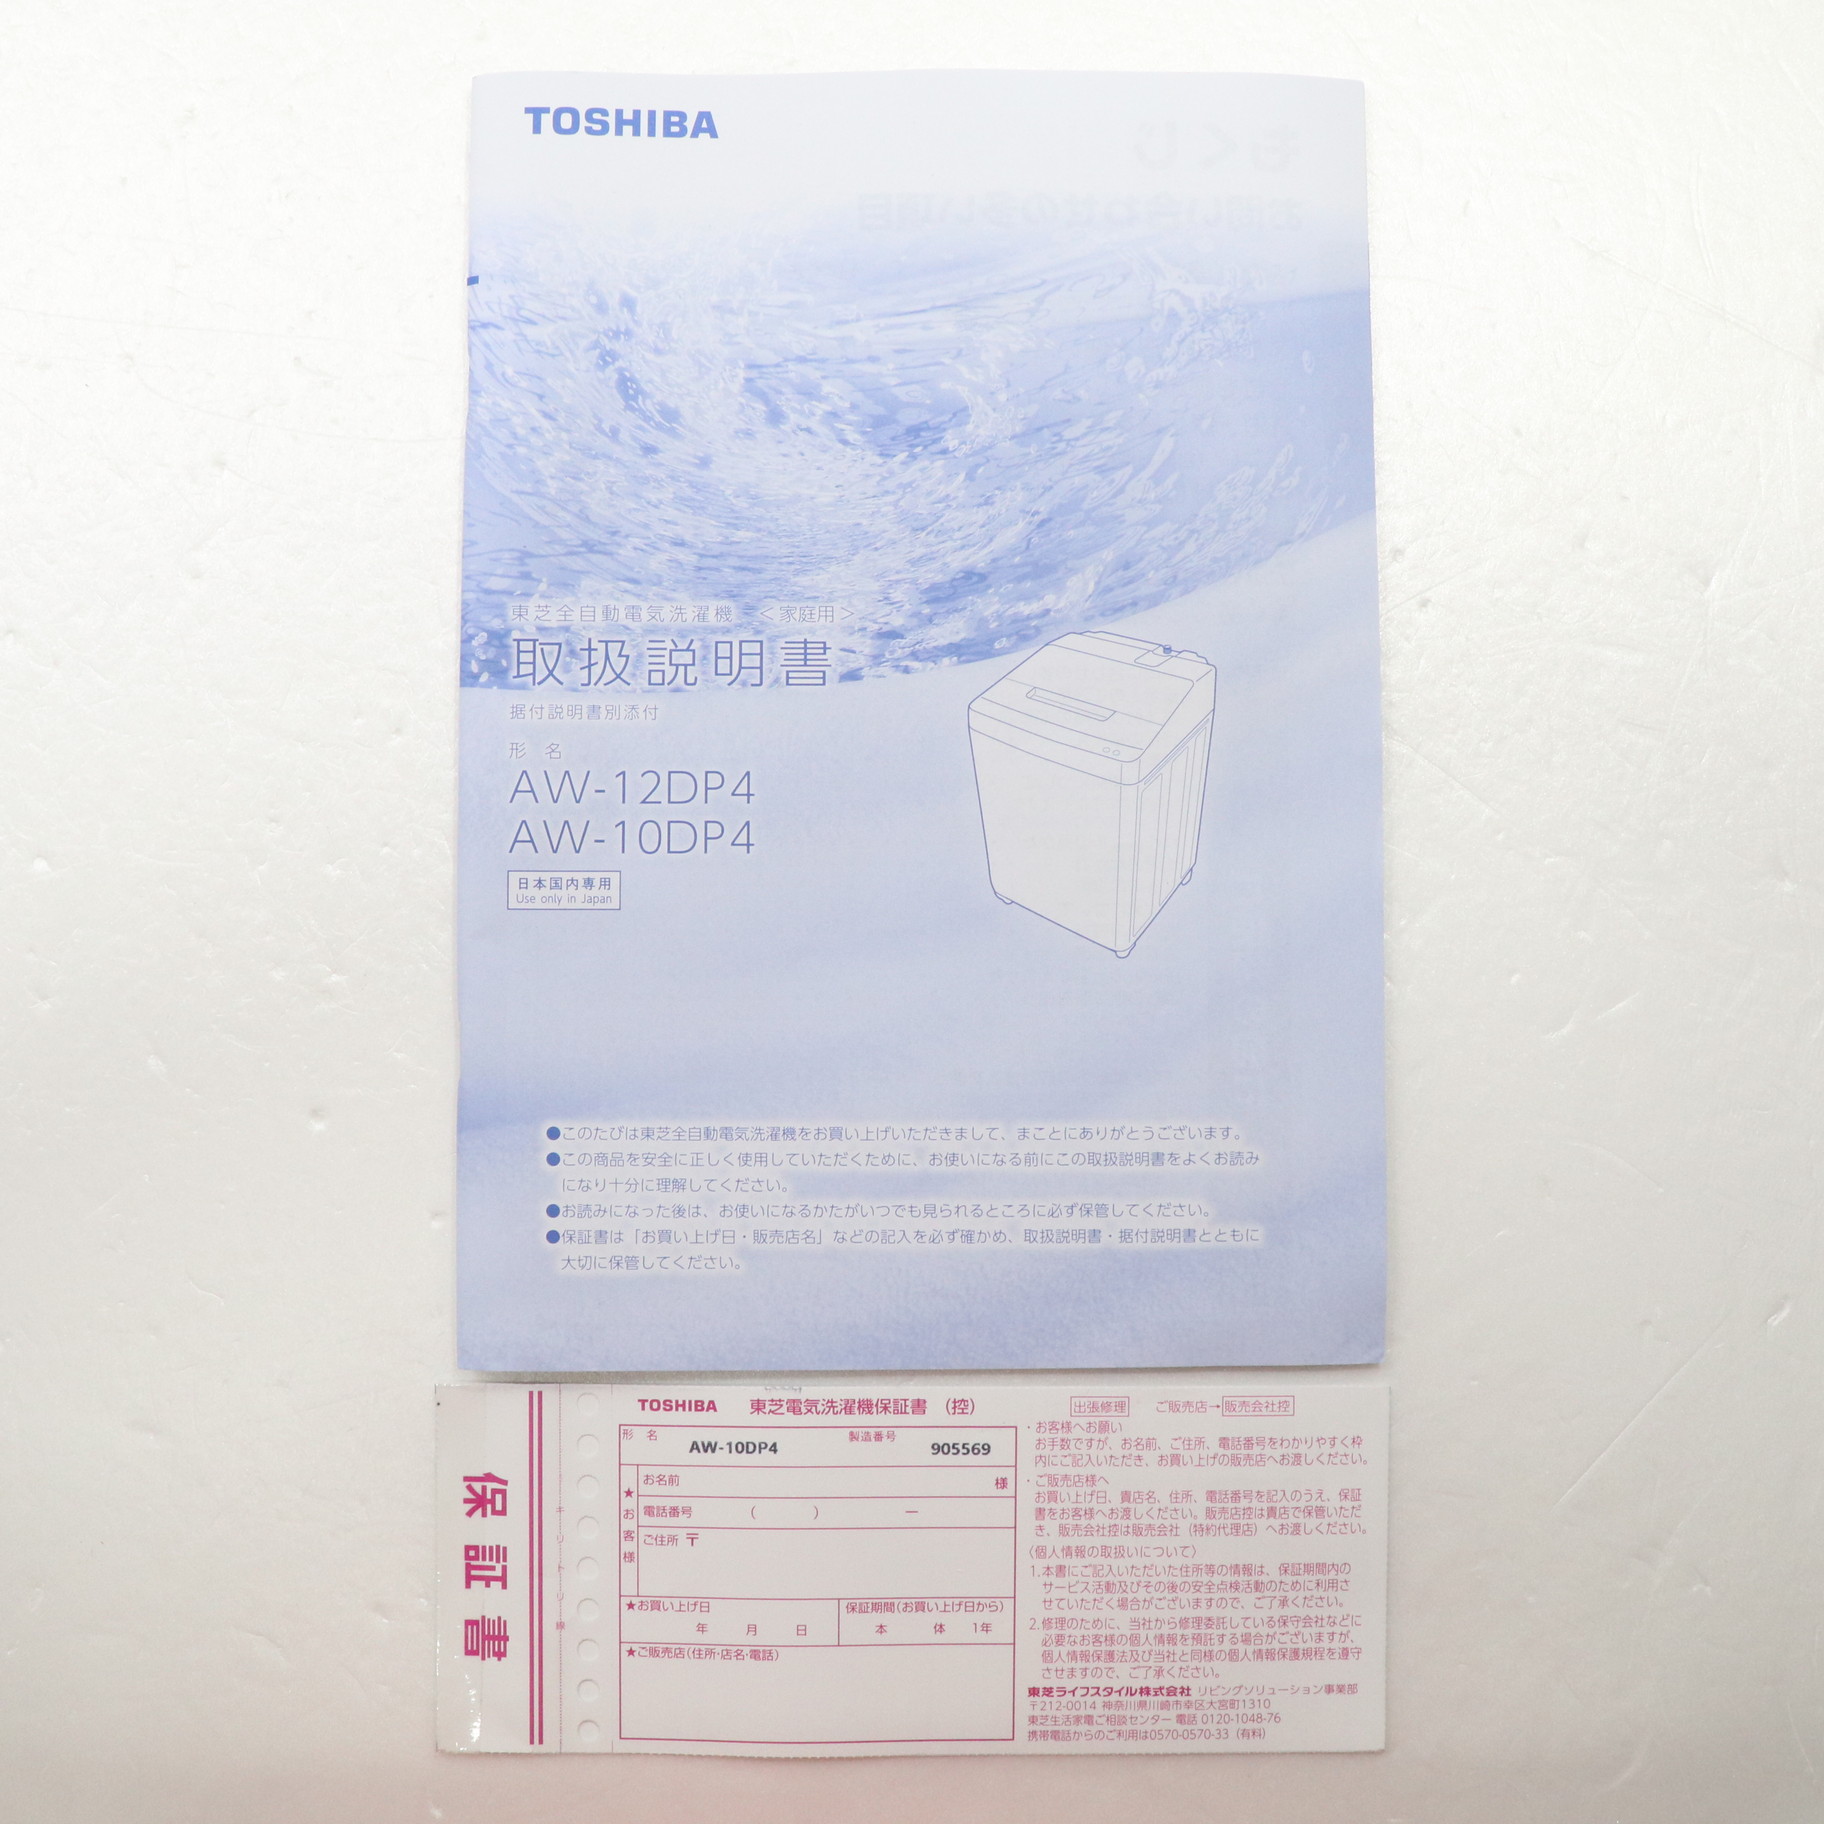 TOSHIBA
東芝全自動電気洗濯機 ＜家庭用＞
取扱説明書
据付説明書別添付
形 名
AW-12DP4
AW-10DP4
日本国内専用
Use only in Japan
●このたびは東芝全自動電気洗濯機をお買い上げいただきまして、まことにありがとうございます。
●この商品を安全に正しく使用していただくために、お使いになる前にこの取扱説明書をよくお読み
になり十分に理解してください。
●お読みになった後は、お使いになるかたがいつでも見られるところに必ず保管してください。
●保証書は「お買い上げ日・販売店名」などの記入を必ず確かめ、取扱説明書・据付説明書とともに
大切に保管してください。
保証書
キリトリ線
TOSHIBA 東芝電気洗濯機保証書（控）
形 名 AW-10DP4 製造番号 905569
★お客様
お名前 様
電話番号 （ ） ー
ご住所 〒
★お買い上げ日
年 月 日
保証期間(お買い上げ日から)
本 体 1年
★ご販売店(住所･店名･電話)
出張修理 ご販売店→販売会社控
・お客様へお願い
お手数ですが、お名前、ご住所、電話番号をわかりやすく枠
内にご記入いただき、お買い上げの販売店へお渡しください。
・ご販売店様へ
お買い上げ日、貴店名、住所、電話番号を記入のうえ、保証
書をお客様へお渡しください。販売店控は貴店で保管いただ
き、販売会社控は販売会社（特約代理店）へお渡しください。
〈個人情報の取扱いについて〉
1.本書にご記入いただいた住所等の情報は、保証期間内の
サービス活動及びその後の安全点検活動のために利用さ
せていただく場合がございますので、ご了承ください。
2.修理のために、当社から修理委託している保守会社などに
必要なお客様の個人情報を預託する場合がございますが、
個人情報保護法及び当社と同様の個人情報保護規程を遵守
させますので、ご了承ください。
東芝ライフスタイル株式会社 リビングソリューション事業部
〒212-0014 神奈川県川崎市幸区大宮町1310
東芝生活家電ご相談センター 電話 0120-1048-76
携帯電話からのご利用は0570-0570-33（有料）